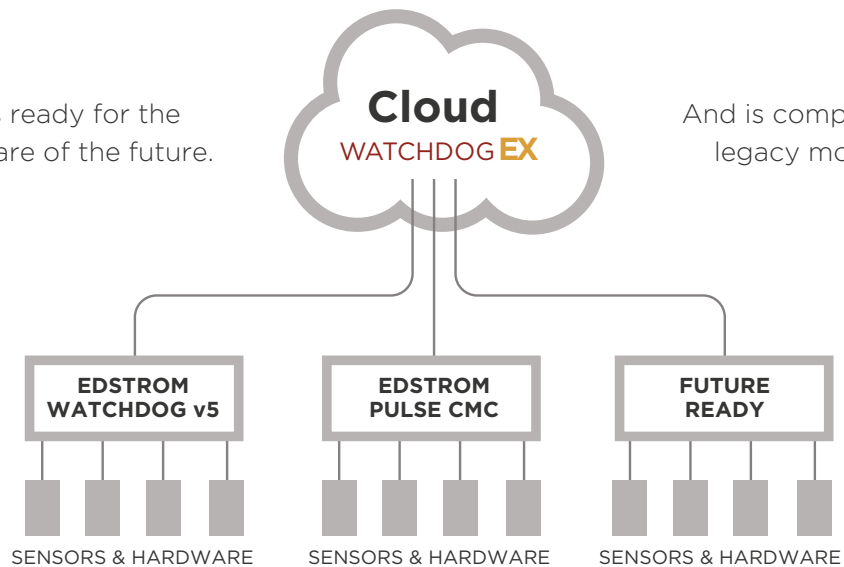 ready for the
are of the future.
Cloud
WATCHDOG EX
And is comp
legacy mo
EDSTROM
WATCHDOG v5
EDSTROM
PULSE CMC
FUTURE
READY
SENSORS & HARDWARE
SENSORS & HARDWARE
SENSORS & HARDWARE